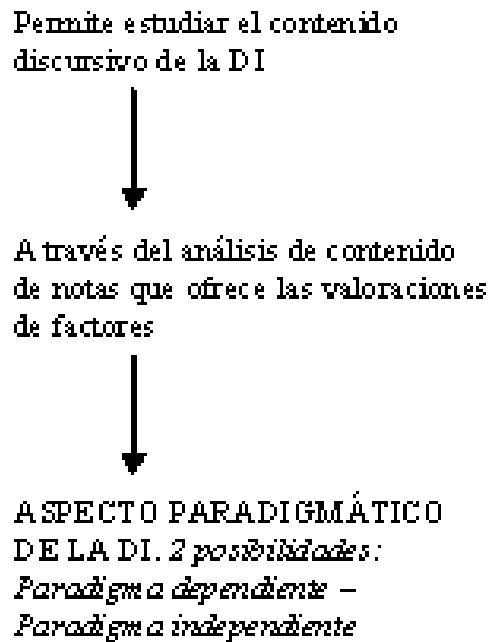 Permite estudiar el contenido
discursivo de la DI
A través del análisis de contenido
de notas que ofrece las valoraciones
de factores
ASPECTO PARADIGMÁTICO
DE LA DI. 2 posibilidades:
Paradigma dependiente –
Paradigma independiente